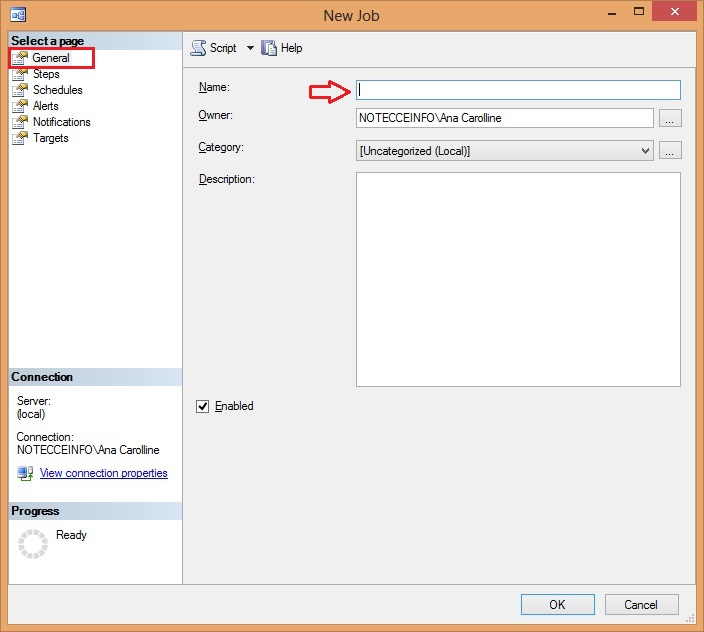 New Job
Select a page
General
Steps
Schedules
Alerts
Notifications
Targets
Script
Help
Name:
Owner:
NOTECCEINFO\Ana Carolline
...
Category:
[Uncategorized (Local)]
...
Description:
Enabled
Connection
Server:
(local)
Connection:
NOTECCEINFO\Ana Carolline
View connection properties
Progress
Ready
OK
Cancel